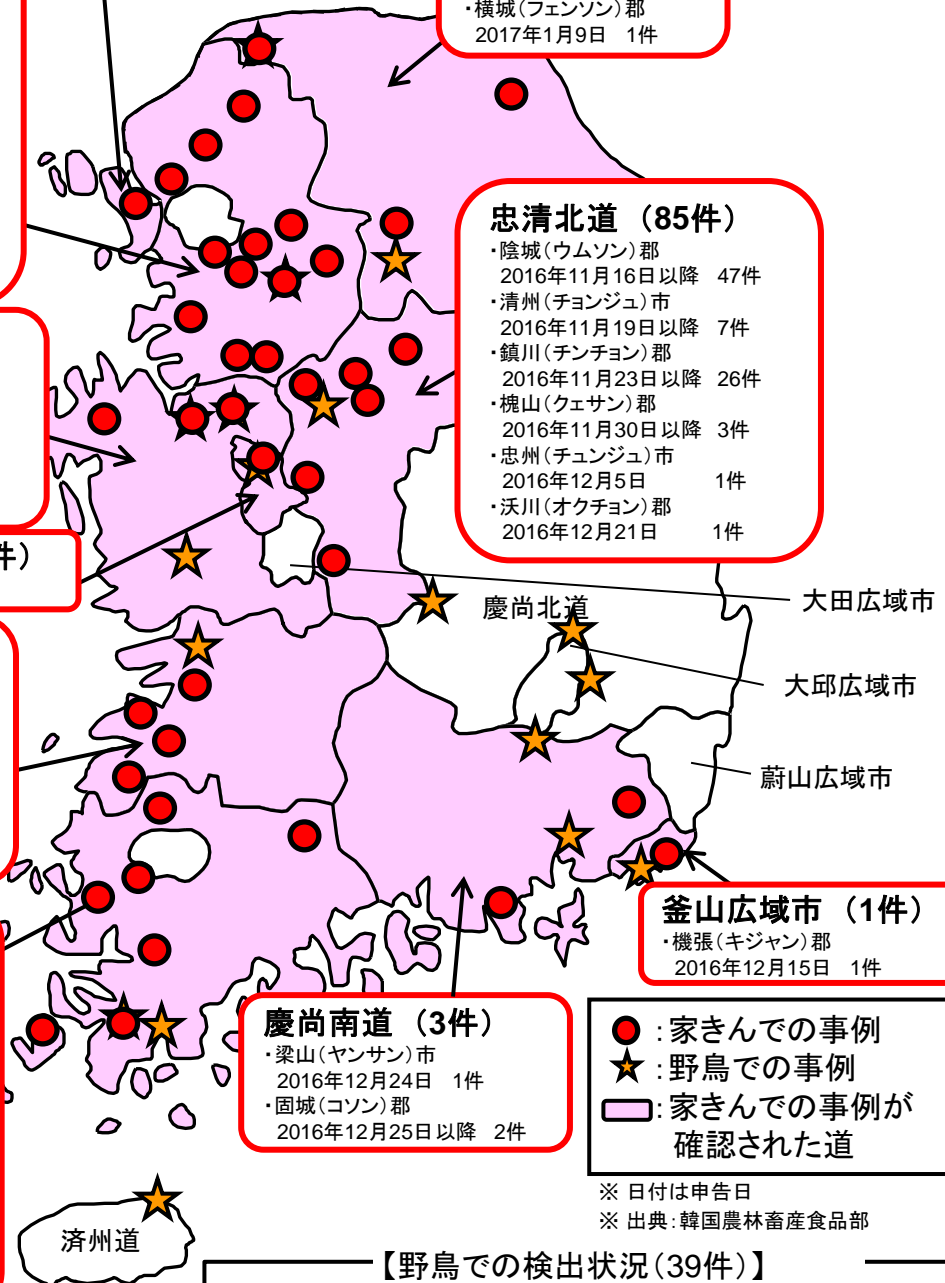 ・横城(フェンソン)郡
2017年1月9日 1件
忠清北道 (85件)
・陰城(ウムソン)郡
2016年11月16日以降 47件
・清州(チョンジュ)市
2016年11月19日以降 7件
・鎮川(チンチョン)郡
2016年11月23日以降 26件
・槐山(クェサン)郡
2016年11月30日以降 3件
・忠州(チュンジュ)市
2016年12月5日 1件
・沃川(オクチョン)郡
2016年12月21日 1件
件)
慶尚北道
大田広域市
大邱広域市
蔚山広域市
釜山広域市 (1件)
・機張(キジャン)郡
2016年12月15日 1件
慶尚南道 (3件)
・梁山(ヤンサン)市
2016年12月24日 1件
・固城(コソン)郡
2016年12月25日以降 2件
:家きんでの事例
:野鳥での事例
:家きんでの事例が
確認された道
※ 日付は申告日
※ 出典:韓国農林畜産食品部
済州道
【野鳥での検出状況(39件)】